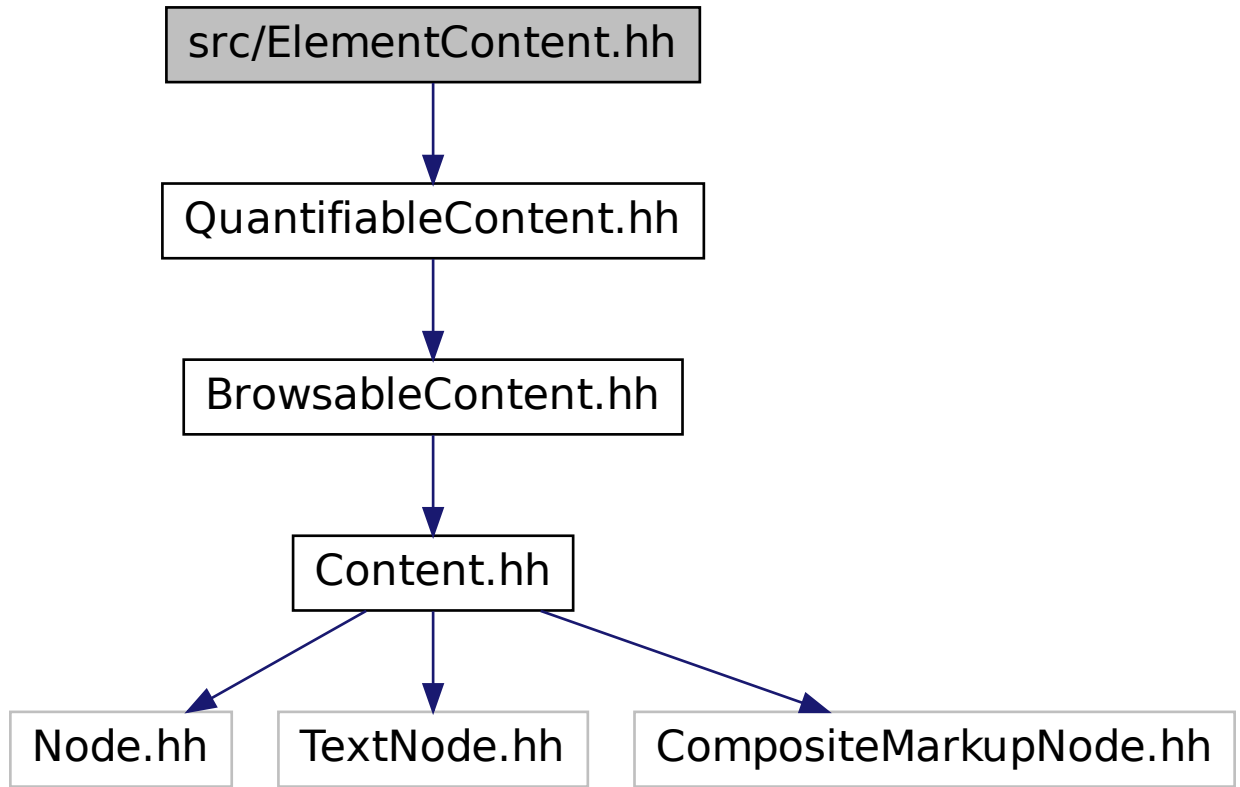 src/ElementContent.hh
QuantifiableContent.hh
BrowsableContent.hh
Content.hh
Node.hh
TextNode.hh
CompositeMarkupNode.hh